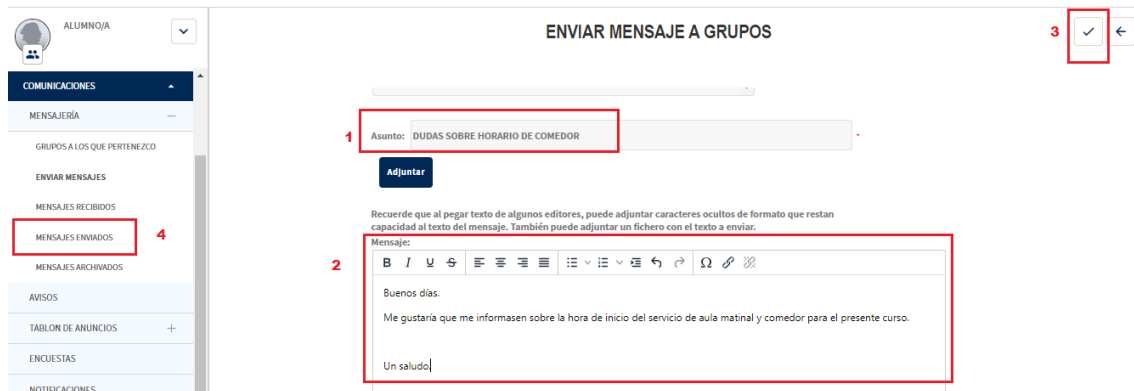 ALUMNO/A
ENVIAR MENSAJE A GRUPOS
3
COMUNICACIONES
MENSAJERÍA
GRUPOS A LOS QUE PERTENEZCO
ENVIAR MENSAJES
MENSAJES RECIBIDOS
MENSAJES ENVIADOS
4
MENSAJES ARCHIVADOS
AVISOS
TABLON DE ANUNCIOS
ENCUESTAS
NOTIFICACIONES
1
Asunto: DUDAS SOBRE HORARIO DE COMEDOR
Adjuntar
Recuerde que al pegar texto de algunos editores, puede adjuntar caracteres ocultos de formato que restan
capacidad al texto del mensaje. También puede adjuntar un fichero con el texto a enviar.
Mensaje:
2
B I U S Ω
Buenos días.
Me gustaría que me informasen sobre la hora de inicio del servicio de aula matinal y comedor para el presente curso.
Un saludo.